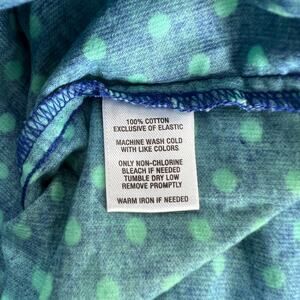 100% COTTON
EXCLUSIVE OF ELASTIC
MACHINE WASH COLD
WITH LIKE COLORS
ONLY NON-CHLORINE
BLEACH IF NEEDED
TUMBLE DRY LOW
REMOVE PROMPTLY
WARM IRON IF NEEDED